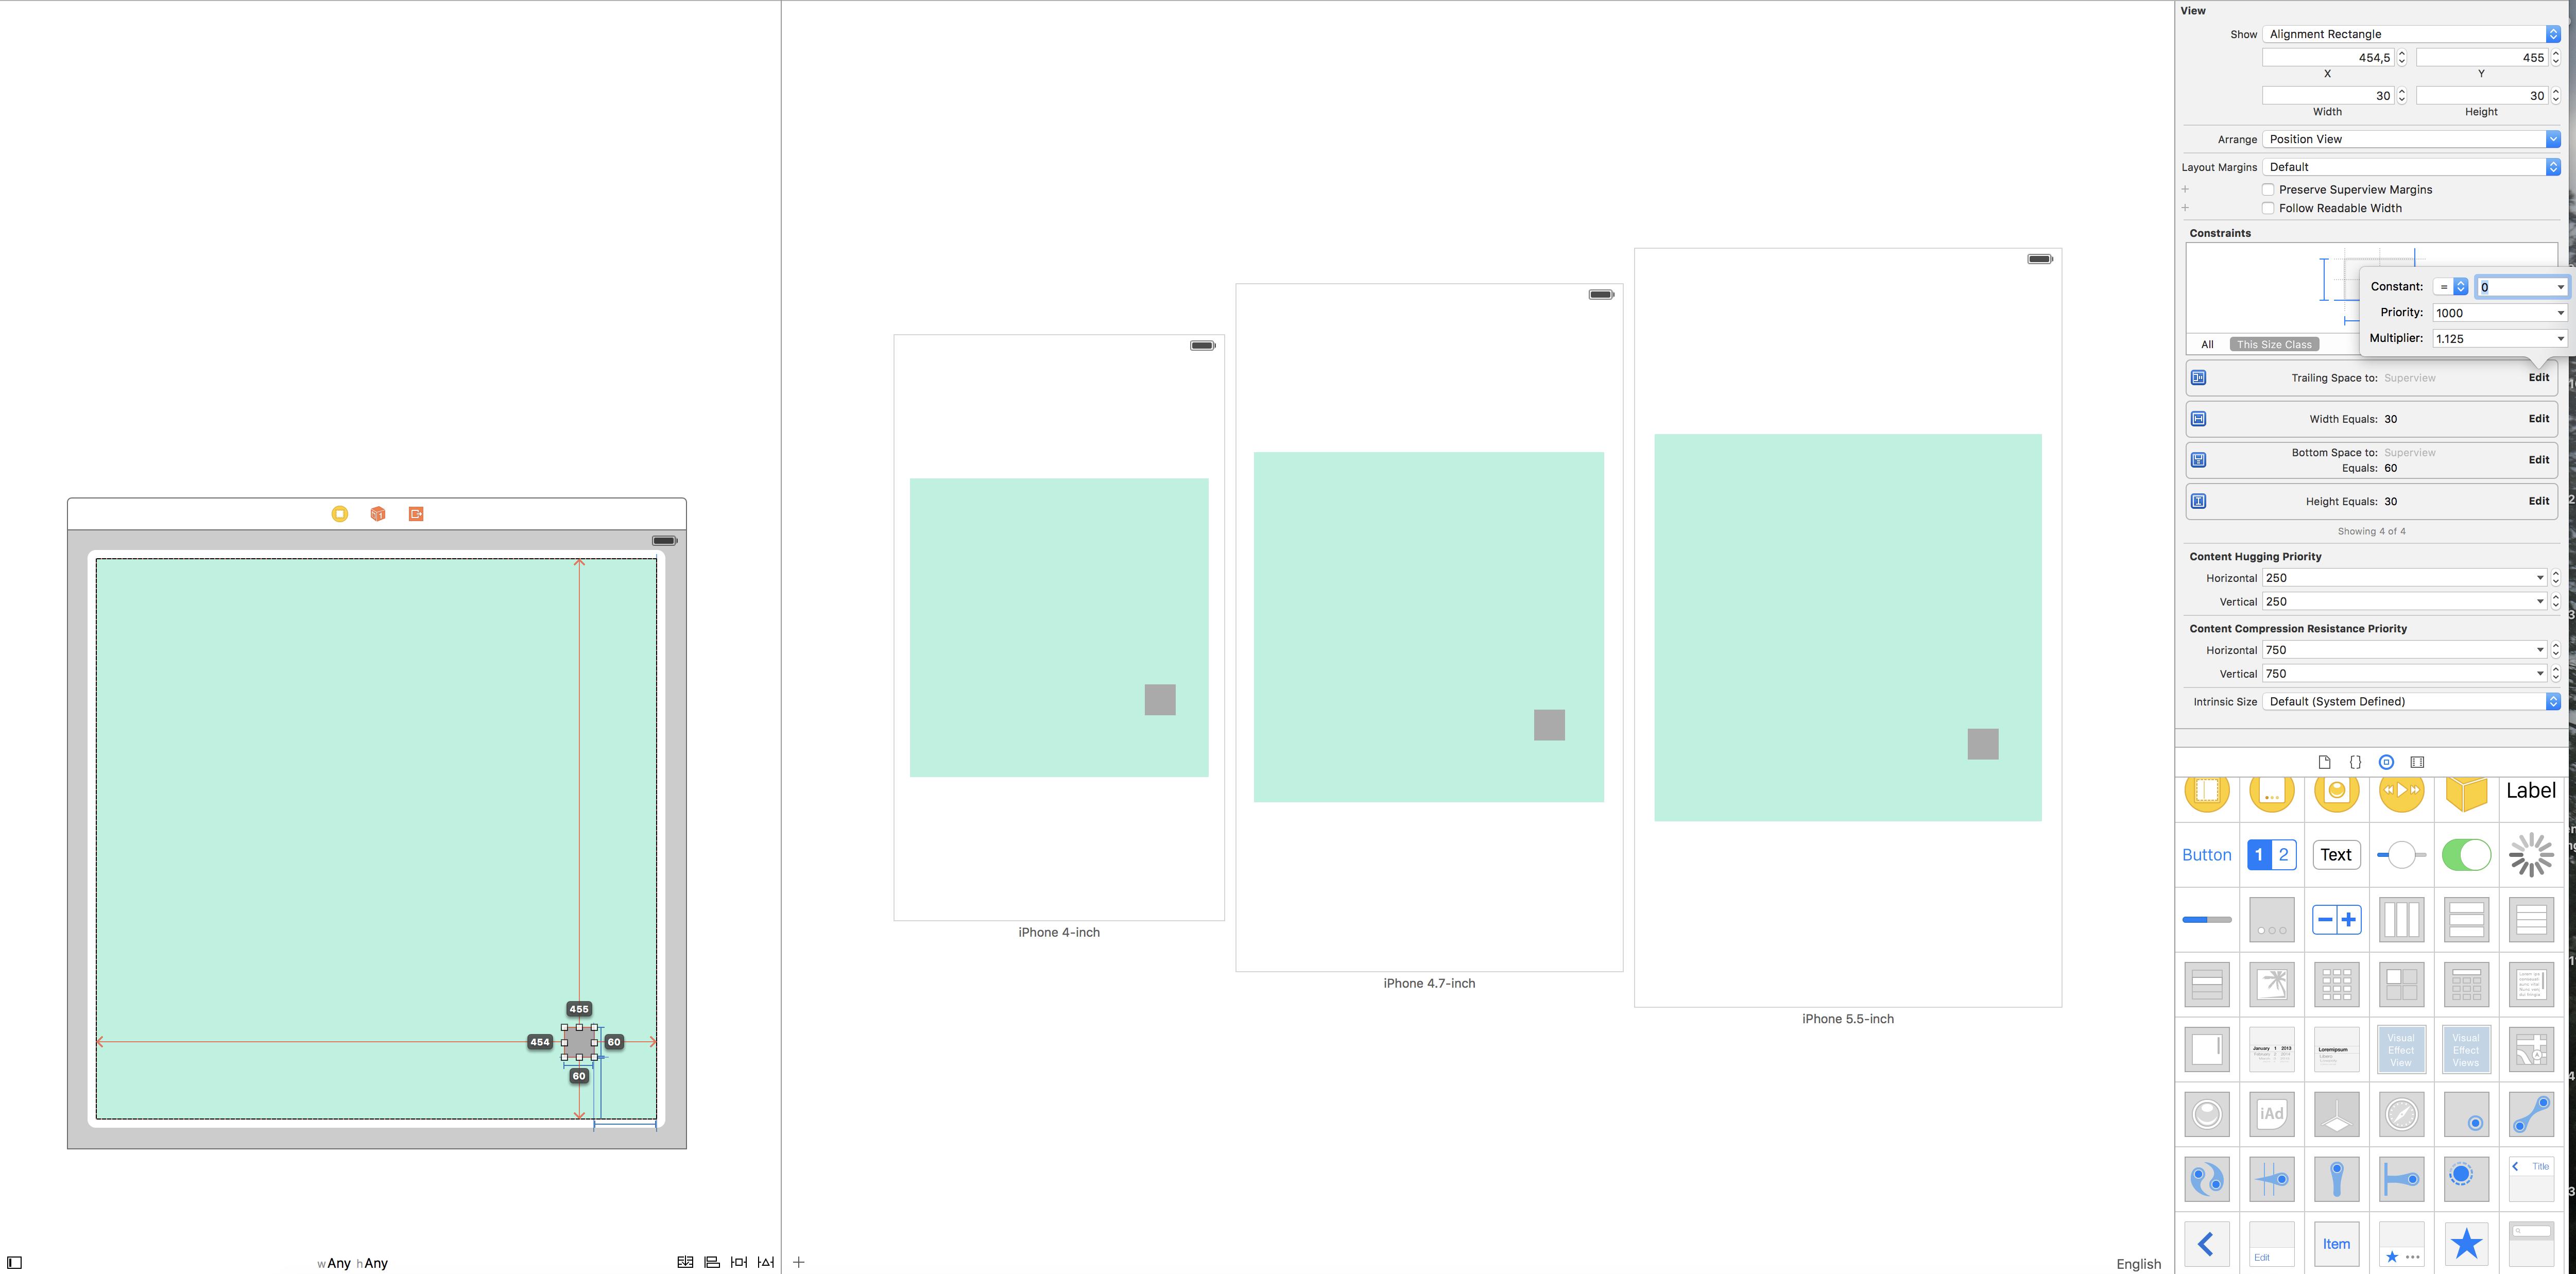 View
Show Alignment Rectangle
454,5 455
X Y
30 30
Width Height
Arrange Position View
Layout Margins Default
+ Preserve Superview Margins
+ Follow Readable Width
Constraints
Constant: = 0
Priority: 1000
Multiplier: 1.125
All This Size Class
Trailing Space to: Superview Edit
Width Equals: 30 Edit
Bottom Space to: Superview
Equals: 60 Edit
Height Equals: 30 Edit
Showing 4 of 4
Content Hugging Priority
Horizontal 250
Vertical 250
Content Compression Resistance Priority
Horizontal 750
Vertical 750
Intrinsic Size Default (System Defined)
Label
Button 1 2 Text
Visual Effect View
Visual Effect Views
iAd
Title
Edit
Item
455
454 60
60
iPhone 4-inch
iPhone 4.7-inch
iPhone 5.5-inch
wAny hAny
English